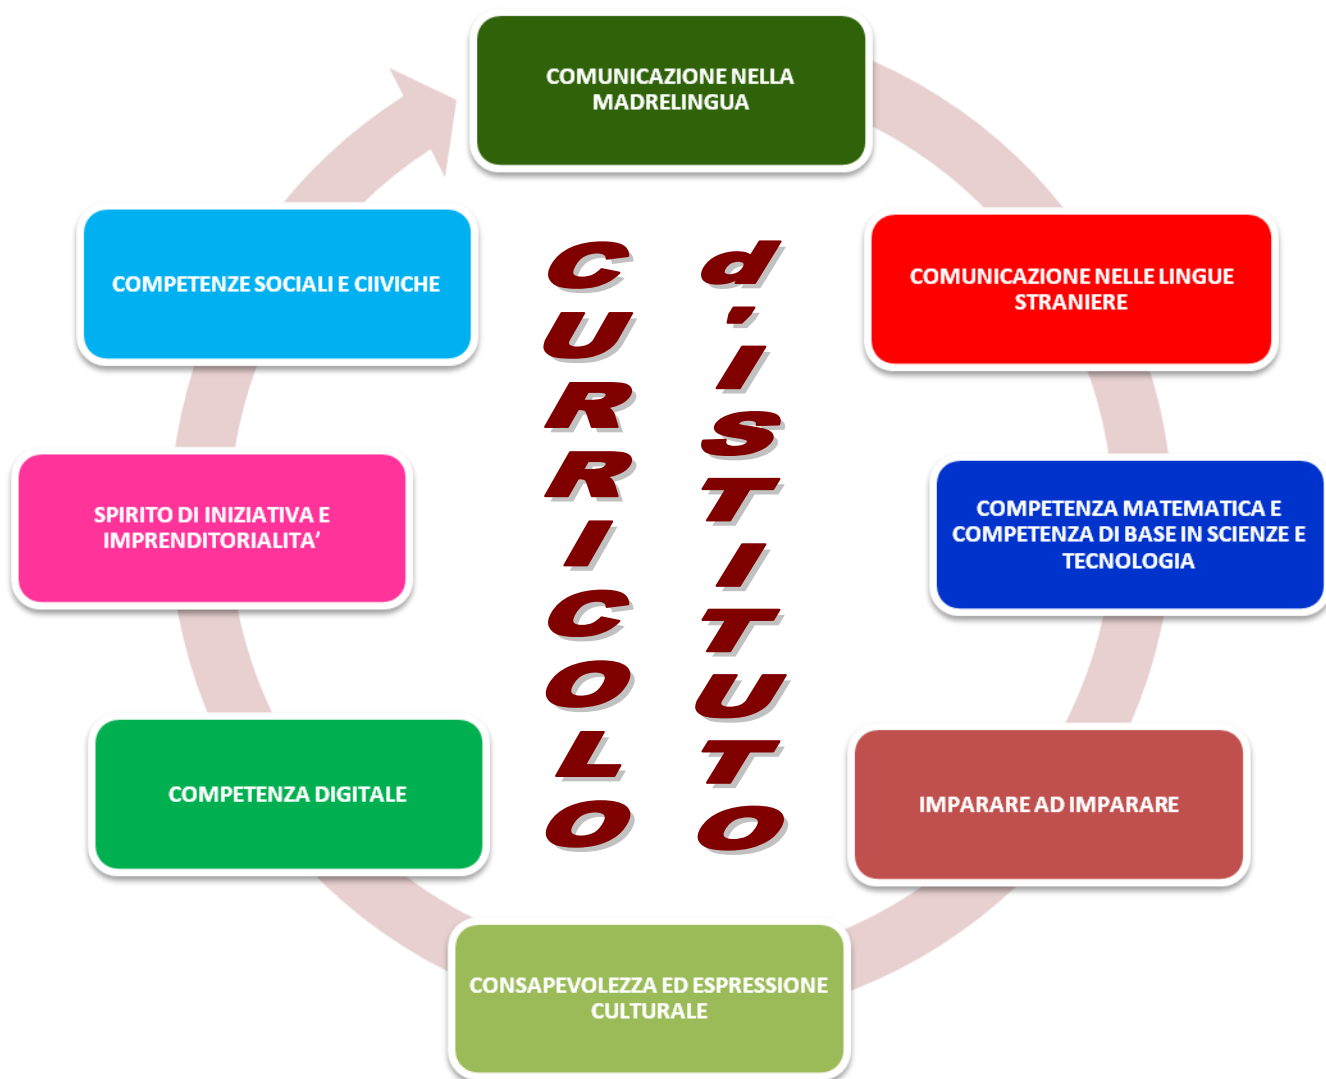 COMUNICAZIONE NELLA
MADRELINGUA
COMUNICAZIONE NELLE LINGUE
STRANIERE
COMPETENZA MATEMATICA E
COMPETENZA DI BASE IN SCIENZE E
TECNOLOGIA
IMPARARE AD IMPARARE
CONSAPEVOLEZZA ED ESPRESSIONE
CULTURALE
COMPETENZA DIGITALE
SPIRITO DI INIZIATIVA E
IMPRENDITORIALITA’
COMPETENZE SOCIALI E CIIVICHE
CURRICOLO
d'ISTITUTO